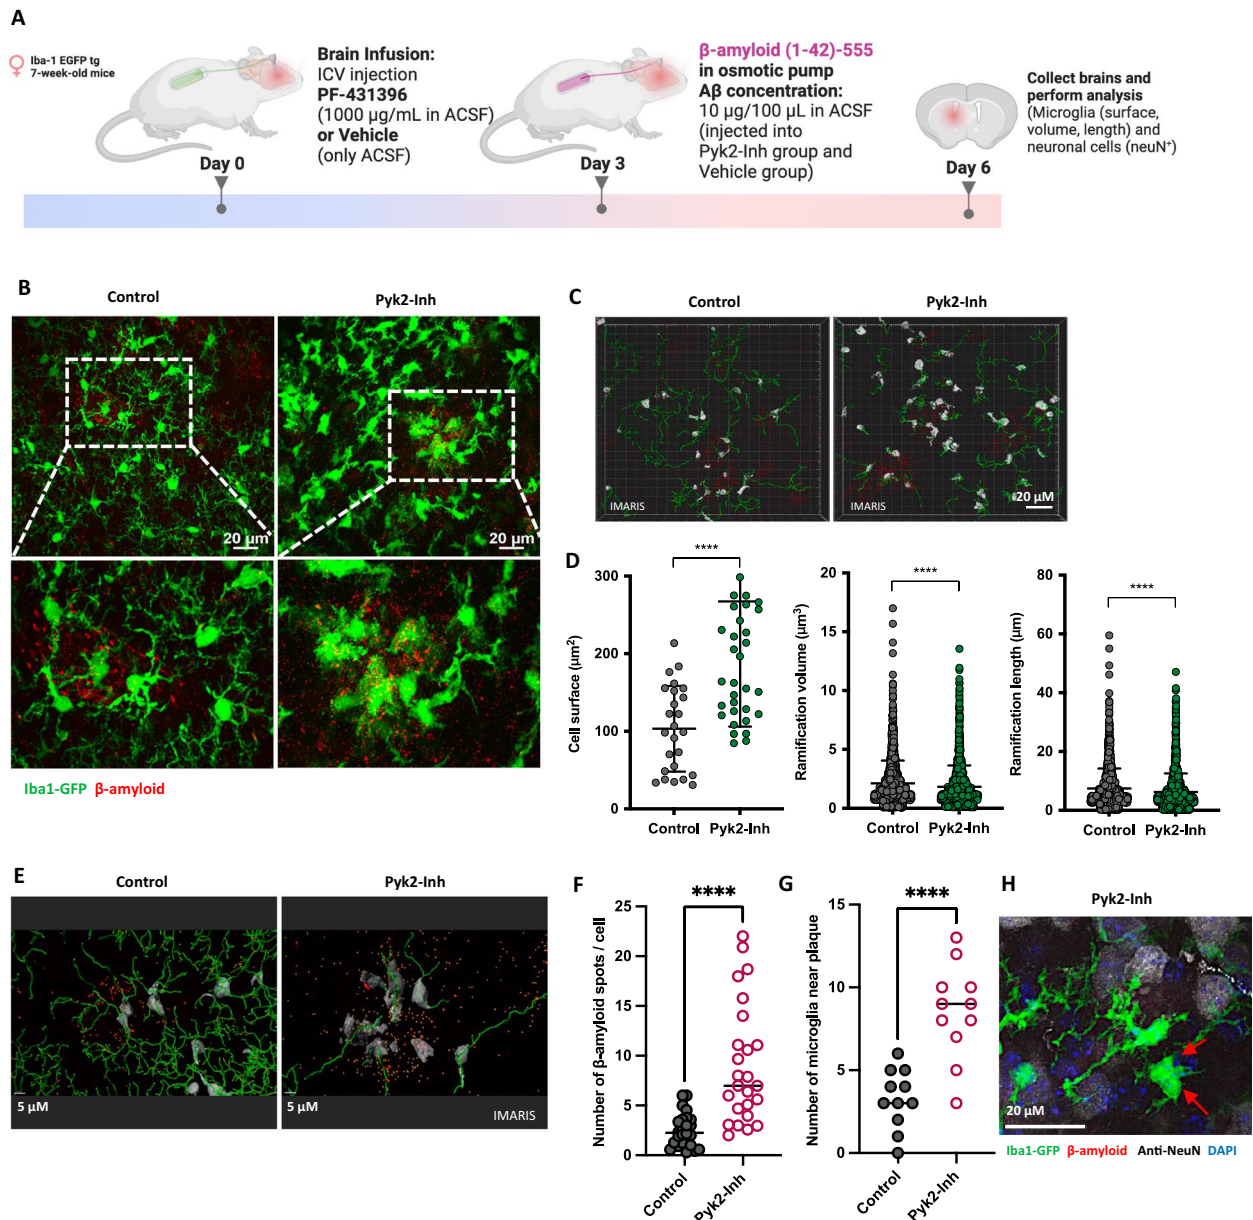 A
Iba-1 EGFP tg
7-week-old mice
Brain Infusion:
ICV injection
PF-431396
(1000 µg/mL in ACSF)
or Vehicle
(only ACSF)
β-amyloid (1-42)-555
in osmotic pump
Aβ concentration:
10 µg/100 µL in ACSF
(injected into
Pyk2-Inh group and
Vehicle group)
Collect brains and
perform analysis
(Microglia (surface,
volume, length) and
neuronal cells (neuN⁺)
Day 0
Day 3
Day 6
B
Control
Pyk2-Inh
20 µm
20 µm
Iba1-GFP β-amyloid
C
Control
Pyk2-Inh
IMARIS
IMARIS
20 µM
D
****
Cell surface (µm²)
300
200
100
0
Control
Pyk2-Inh
****
Ramification volume (µm³)
20
15
10
5
0
Control
Pyk2-Inh
****
Ramification length (µm)
80
60
40
20
0
Control
Pyk2-Inh
E
Control
Pyk2-Inh
5 µM
5 µM
IMARIS
F
****
Number of β-amyloid spots / cell
25
20
15
10
5
0
Control
Pyk2-Inh
G
****
Number of microglia near plaque
15
10
5
0
Control
Pyk2-Inh
H
Pyk2-Inh
20 µM
Iba1-GFP β-amyloid Anti-NeuN DAPI